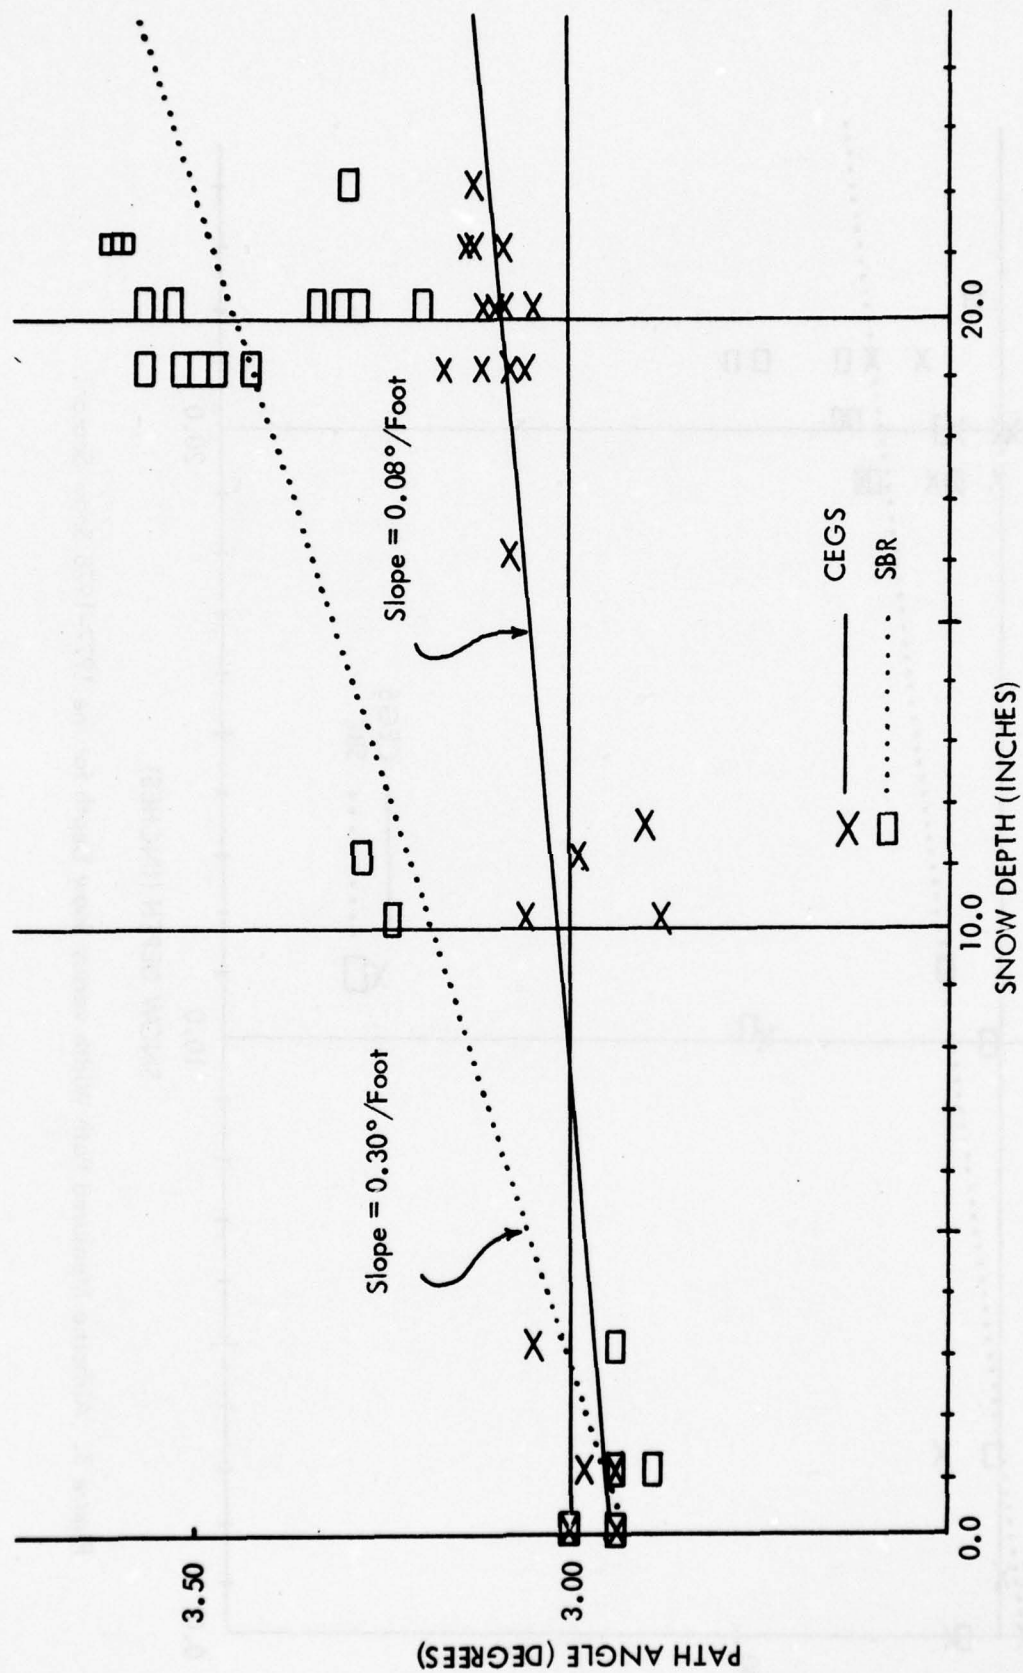 PATH ANGLE (DEGREES)
3.50
3.00
Slope = 0.30°/Foot
Slope = 0.08°/Foot
CEGS
SBR
0.0
10.0
20.0
SNOW DEPTH (INCHES)